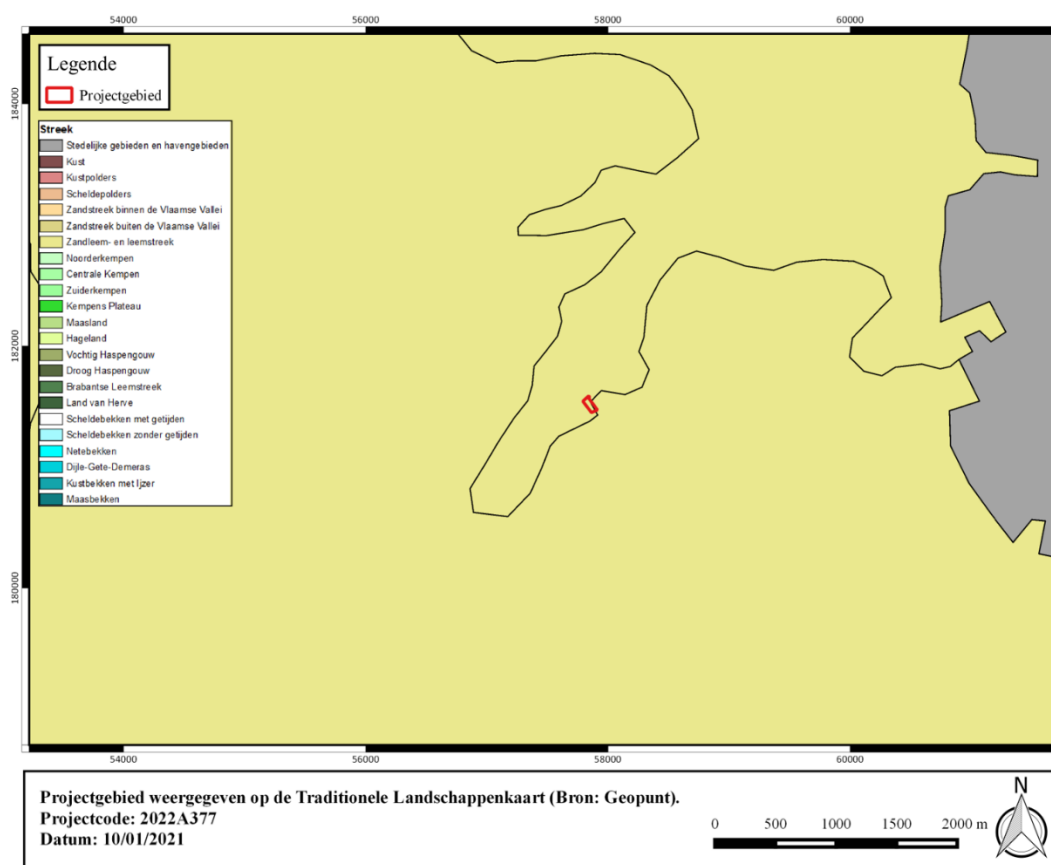 54000 56000 58000 60000
Legende
Projectgebied
184000
182000
180000
Streek
Stedelijke gebieden en havengebieden
Kust
Kustpolders
Scheldepolders
Zandstreek binnen de Vlaamse Vallei
Zandstreek buiten de Vlaamse Vallei
Zandleem- en leemstreek
Noorderkempen
Centrale Kempen
Zuiderkempen
Kempens Plateau
Maasland
Hageland
Vochtig Haspengouw
Droog Haspengouw
Brabantse Leemstreek
Land van Herve
Scheldebekken met getijden
Scheldebekken zonder getijden
Netebekken
Dijle-Gete-Demeras
Kustbekken met Ijzer
Maasbekken
54000 56000 58000 60000
Projectgebied weergegeven op de Traditionele Landschappenkaart (Bron: Geopunt).
Projectcode: 2022A377
Datum: 10/01/2021
0 500 1000 1500 2000 m
N